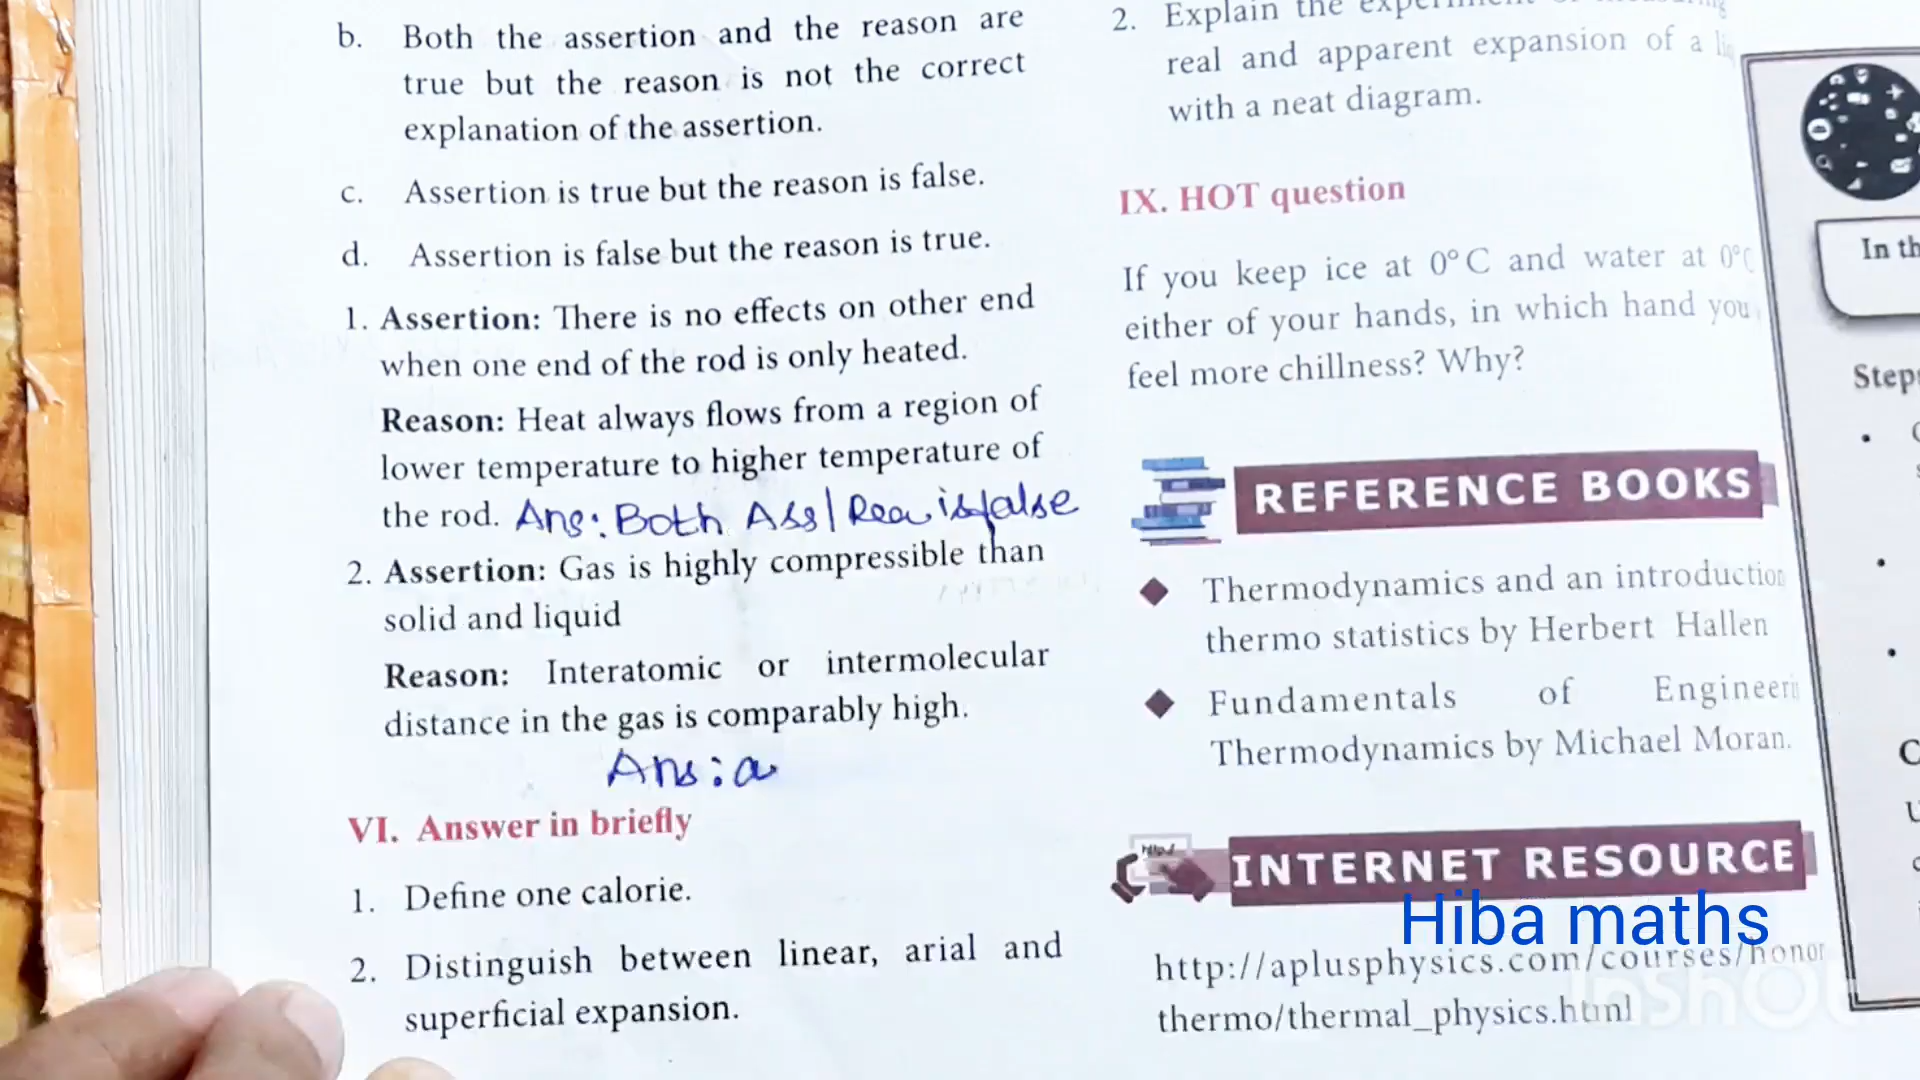 b. Both the assertion and the reason are
true but the reason is not the correct
explanation of the assertion.
c. Assertion is true but the reason is false.
d. Assertion is false but the reason is true.
1. Assertion: There is no effects on other end
when one end of the rod is only heated.
Reason: Heat always flows from a region of
lower temperature to higher temperature of
the rod. Ans: Both Ass/Rea is false
2. Assertion: Gas is highly compressible than
solid and liquid
Reason: Interatomic or intermolecular
distance in the gas is comparably high.
Ans: a
VI. Answer in briefly
1. Define one calorie.
2. Distinguish between linear, arial and
superficial expansion.
2. Explain the
real and apparent expansion of a
with a neat diagram.
IX. HOT question
If you keep ice at 0° C and water at 0°C
either of your hands, in which hand you
feel more chillness? Why?
REFERENCE BOOKS
Thermodynamics and an introduction
thermo statistics by Herbert Hallen
Fundamentals of Engineeri
Thermodynamics by Michael Moran.
INTERNET RESOURCE
Hiba maths
http://aplusphysics.com/courses/honor
thermo/thermal_physics.html
InShO
In th
Steps